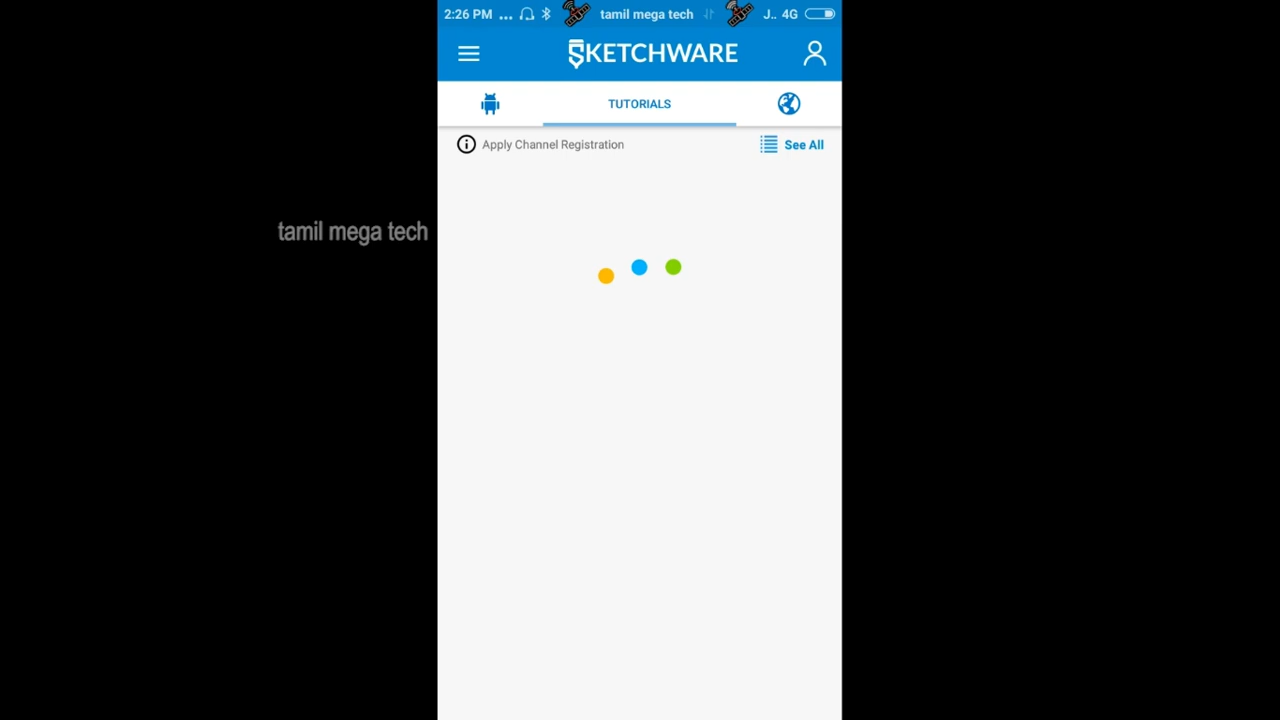 2:26 PM ... tamil mega tech J.. 4G
SKETCHWARE
TUTORIALS
Apply Channel Registration See All
tamil mega tech